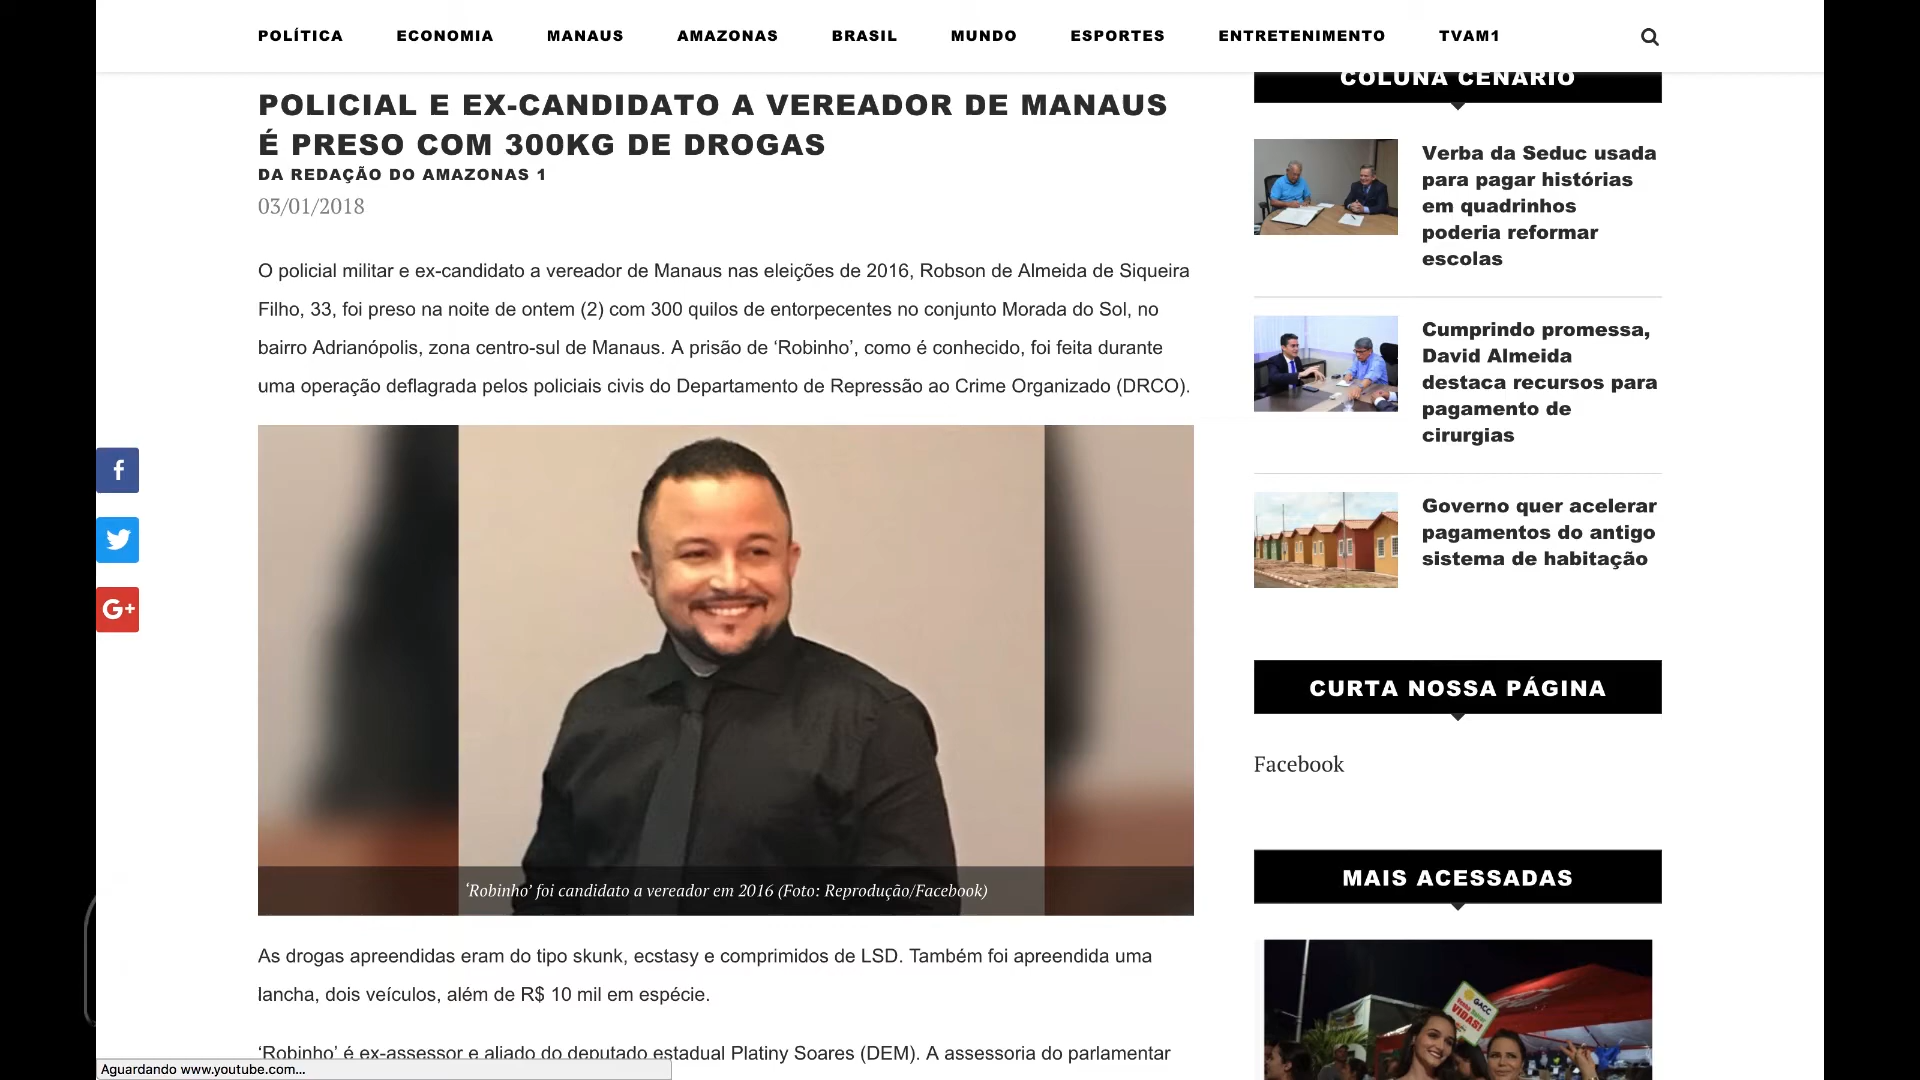 POLÍTICA ECONOMIA MANAUS AMAZONAS BRASIL MUNDO ESPORTES ENTRETENIMENTO TVAM1
POLICIAL E EX-CANDIDATO A VEREADOR DE MANAUS
É PRESO COM 300KG DE DROGAS
DA REDAÇÃO DO AMAZONAS 1
03/01/2018
O policial militar e ex-candidato a vereador de Manaus nas eleições de 2016, Robson de Almeida de Siqueira
Filho, 33, foi preso na noite de ontem (2) com 300 quilos de entorpecentes no conjunto Morada do Sol, no
bairro Adrianópolis, zona centro-sul de Manaus. A prisão de ‘Robinho’, como é conhecido, foi feita durante
uma operação deflagrada pelos policiais civis do Departamento de Repressão ao Crime Organizado (DRCO).
f
G+
‘Robinho’ foi candidato a vereador em 2016 (Foto: Reprodução/Facebook)
As drogas apreendidas eram do tipo skunk, ecstasy e comprimidos de LSD. Também foi apreendida uma
lancha, dois veículos, além de R$ 10 mil em espécie.
‘Robinho’ é ex-assessor e aliado do deputado estadual Platiny Soares (DEM). A assessoria do parlamentar
Aguardando www.youtube.com...
COLUNA CENÁRIO
Verba da Seduc usada
para pagar histórias
em quadrinhos
poderia reformar
escolas
Cumprindo promessa,
David Almeida
destaca recursos para
pagamento de
cirurgias
Governo quer acelerar
pagamentos do antigo
sistema de habitação
CURTA NOSSA PÁGINA
Facebook
MAIS ACESSADAS
GACC
VIDAS!